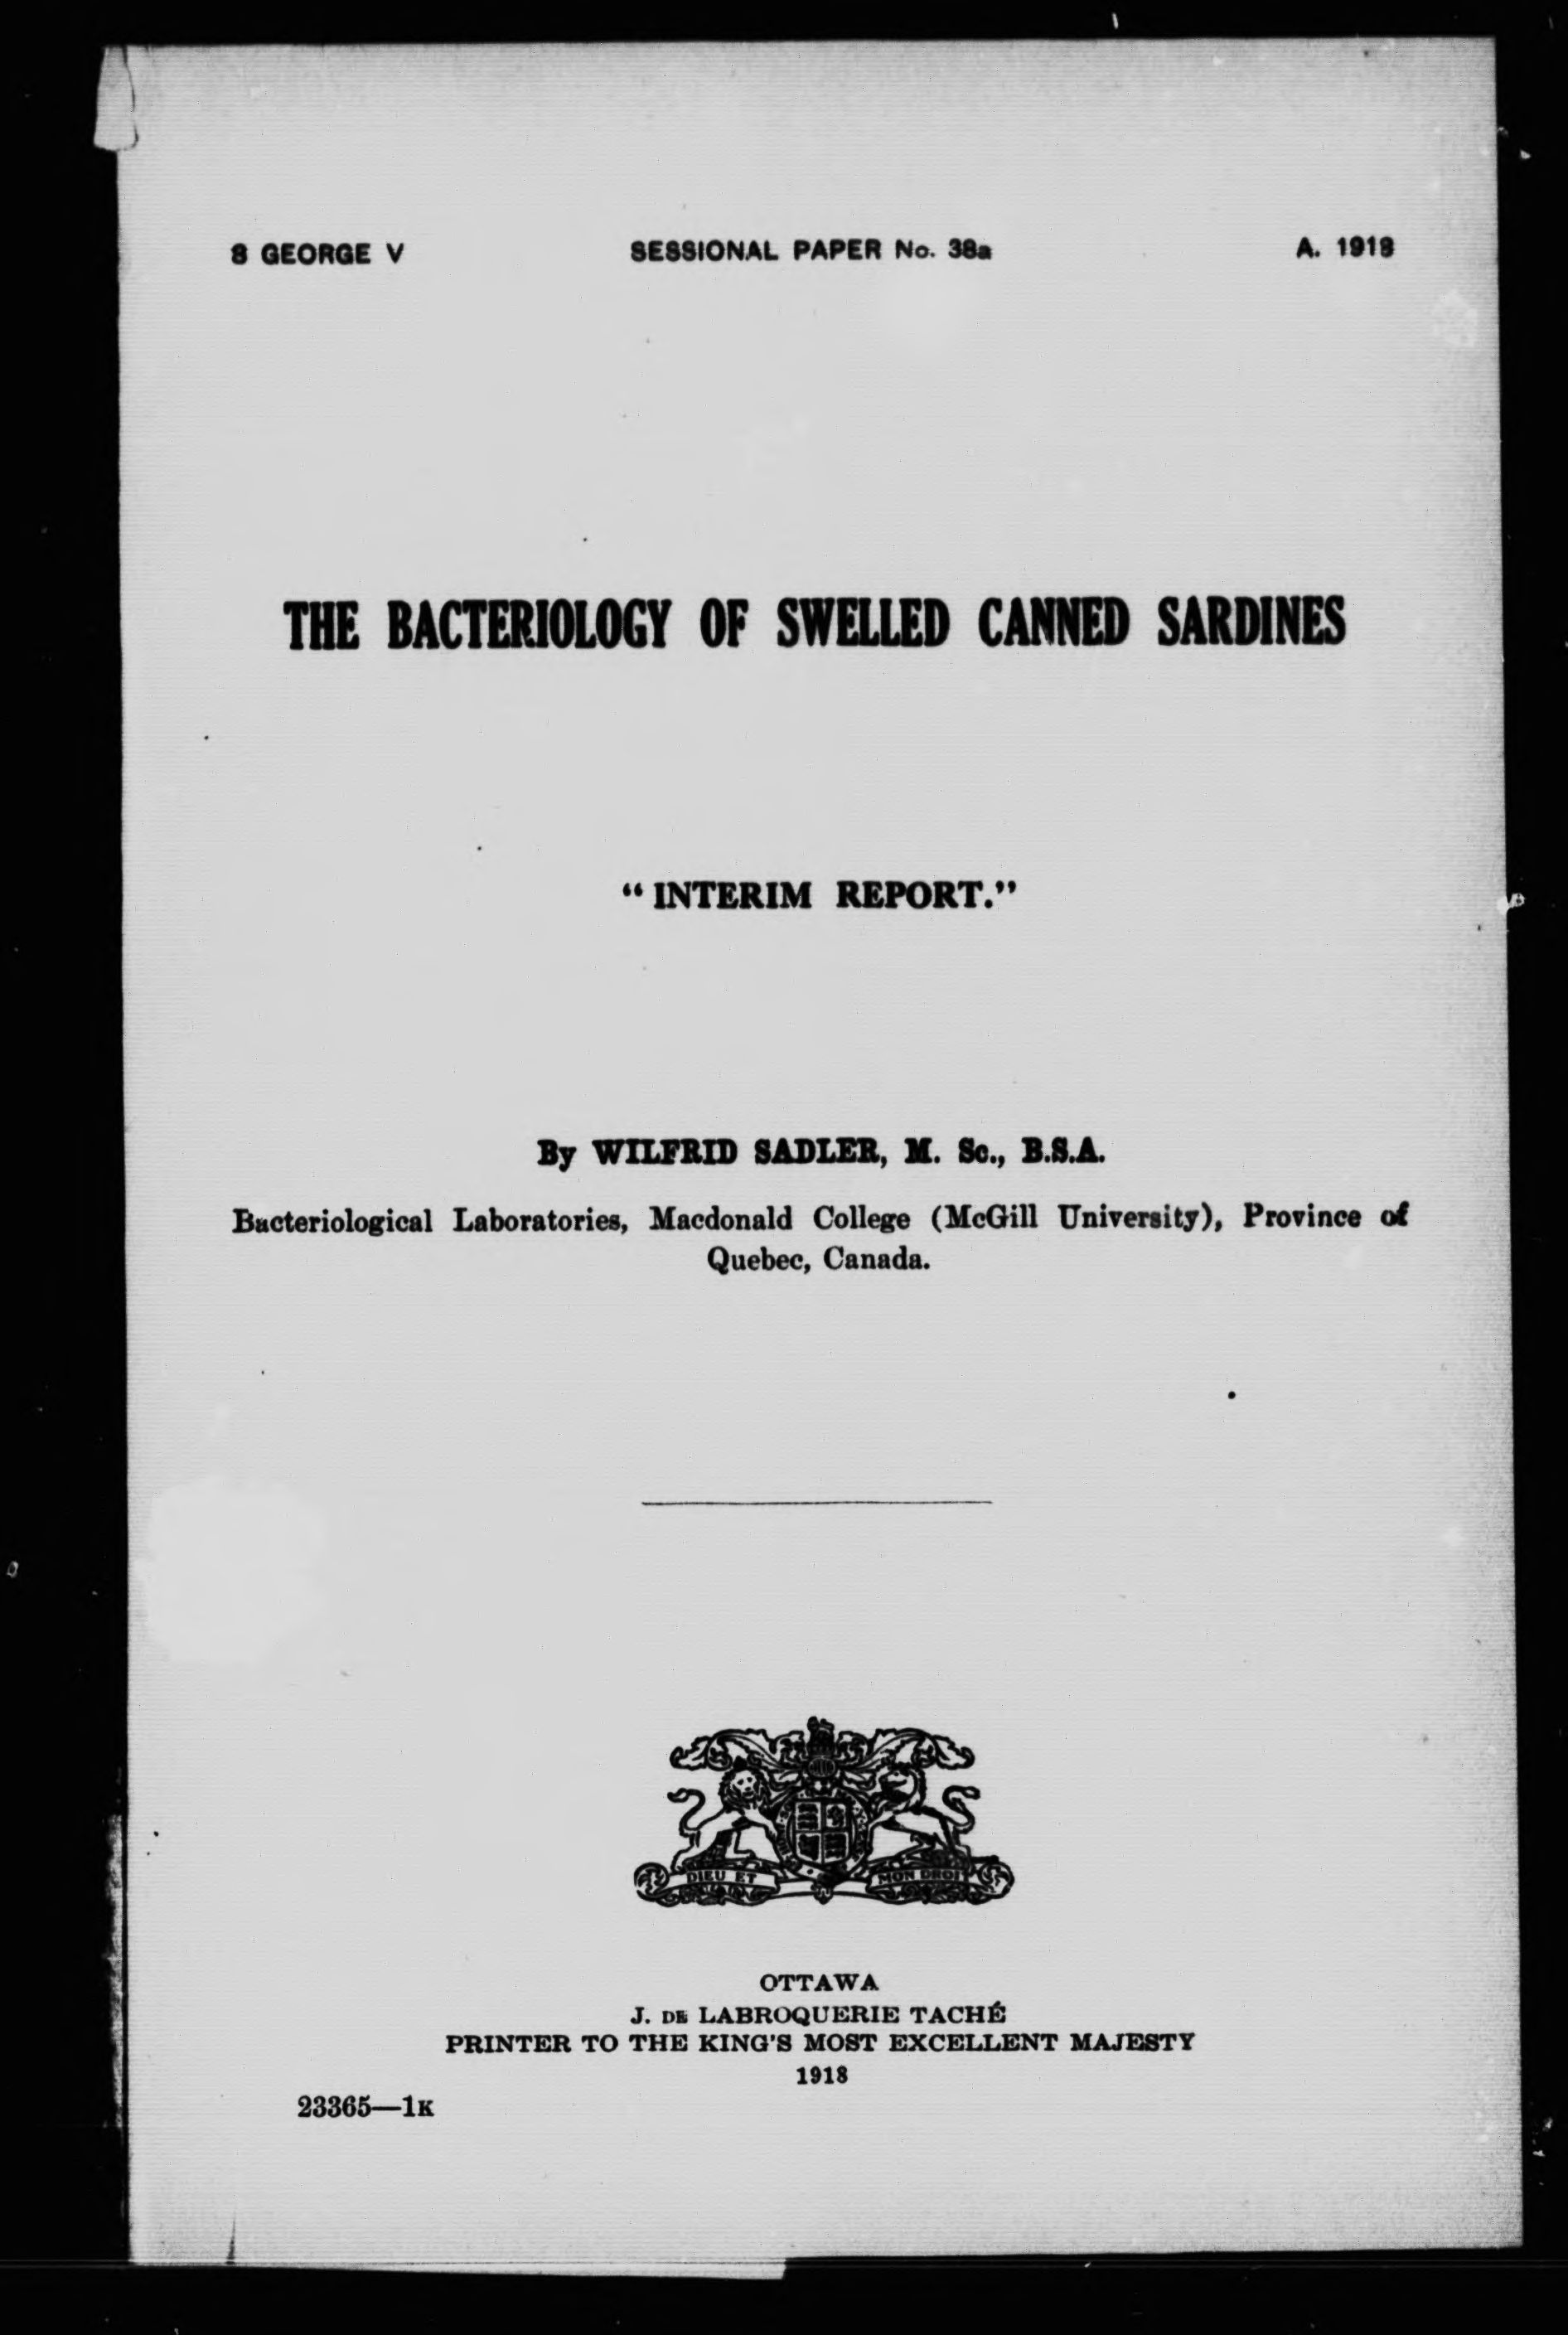 8 GEORGE V SESSIONAL PAPER No. 38a A. 1918
THE BACTERIOLOGY OF SWELLED CANNED SARDINES
“INTERIM REPORT.”
By WILFRID SADLER, M. Sc., B.S.A.
Bacteriological Laboratories, Macdonald College (McGill University), Province of
Quebec, Canada.
DIEU ET MON DROIT
OTTAWA
J. DE LABROQUERIE TACHÉ
PRINTER TO THE KING'S MOST EXCELLENT MAJESTY
1918
23365—1K